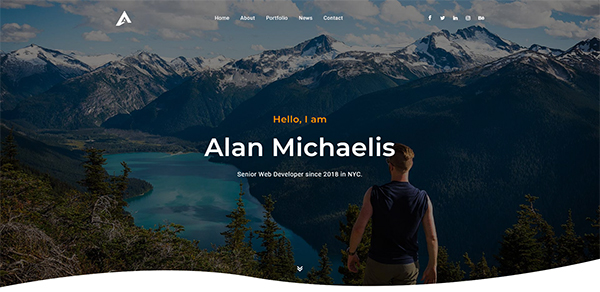 Home About Portfolio News Contact
Hello, I am
Alan Michaelis
Senior Web Developer since 2018 in NYC.